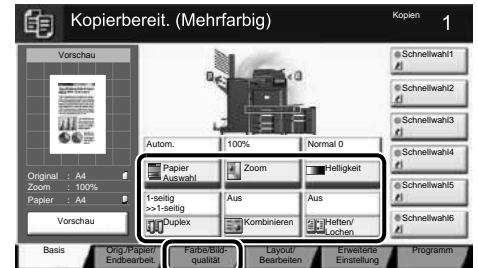 Kopierbereit. (Mehrfarbig)
Kopien 1
Vorschau
Original : A4
Zoom : 100%
Papier : A4
Vorschau
Autom.
100%
Normal 0
Papier
Auswahl
Zoom
Helligkeit
1-seitig
>>1-seitig
Aus
Aus
Duplex
Kombinieren
Heften/
Lochen
Schnellwahl1
Schnellwahl2
Schnellwahl3
Schnellwahl4
Schnellwahl5
Schnellwahl6
Basis
Orig./Papier/
Endbearbeit.
Farbe/Bild-
qualität
Layout/
Bearbeiten
Erweiterte
Einstellung
Programm